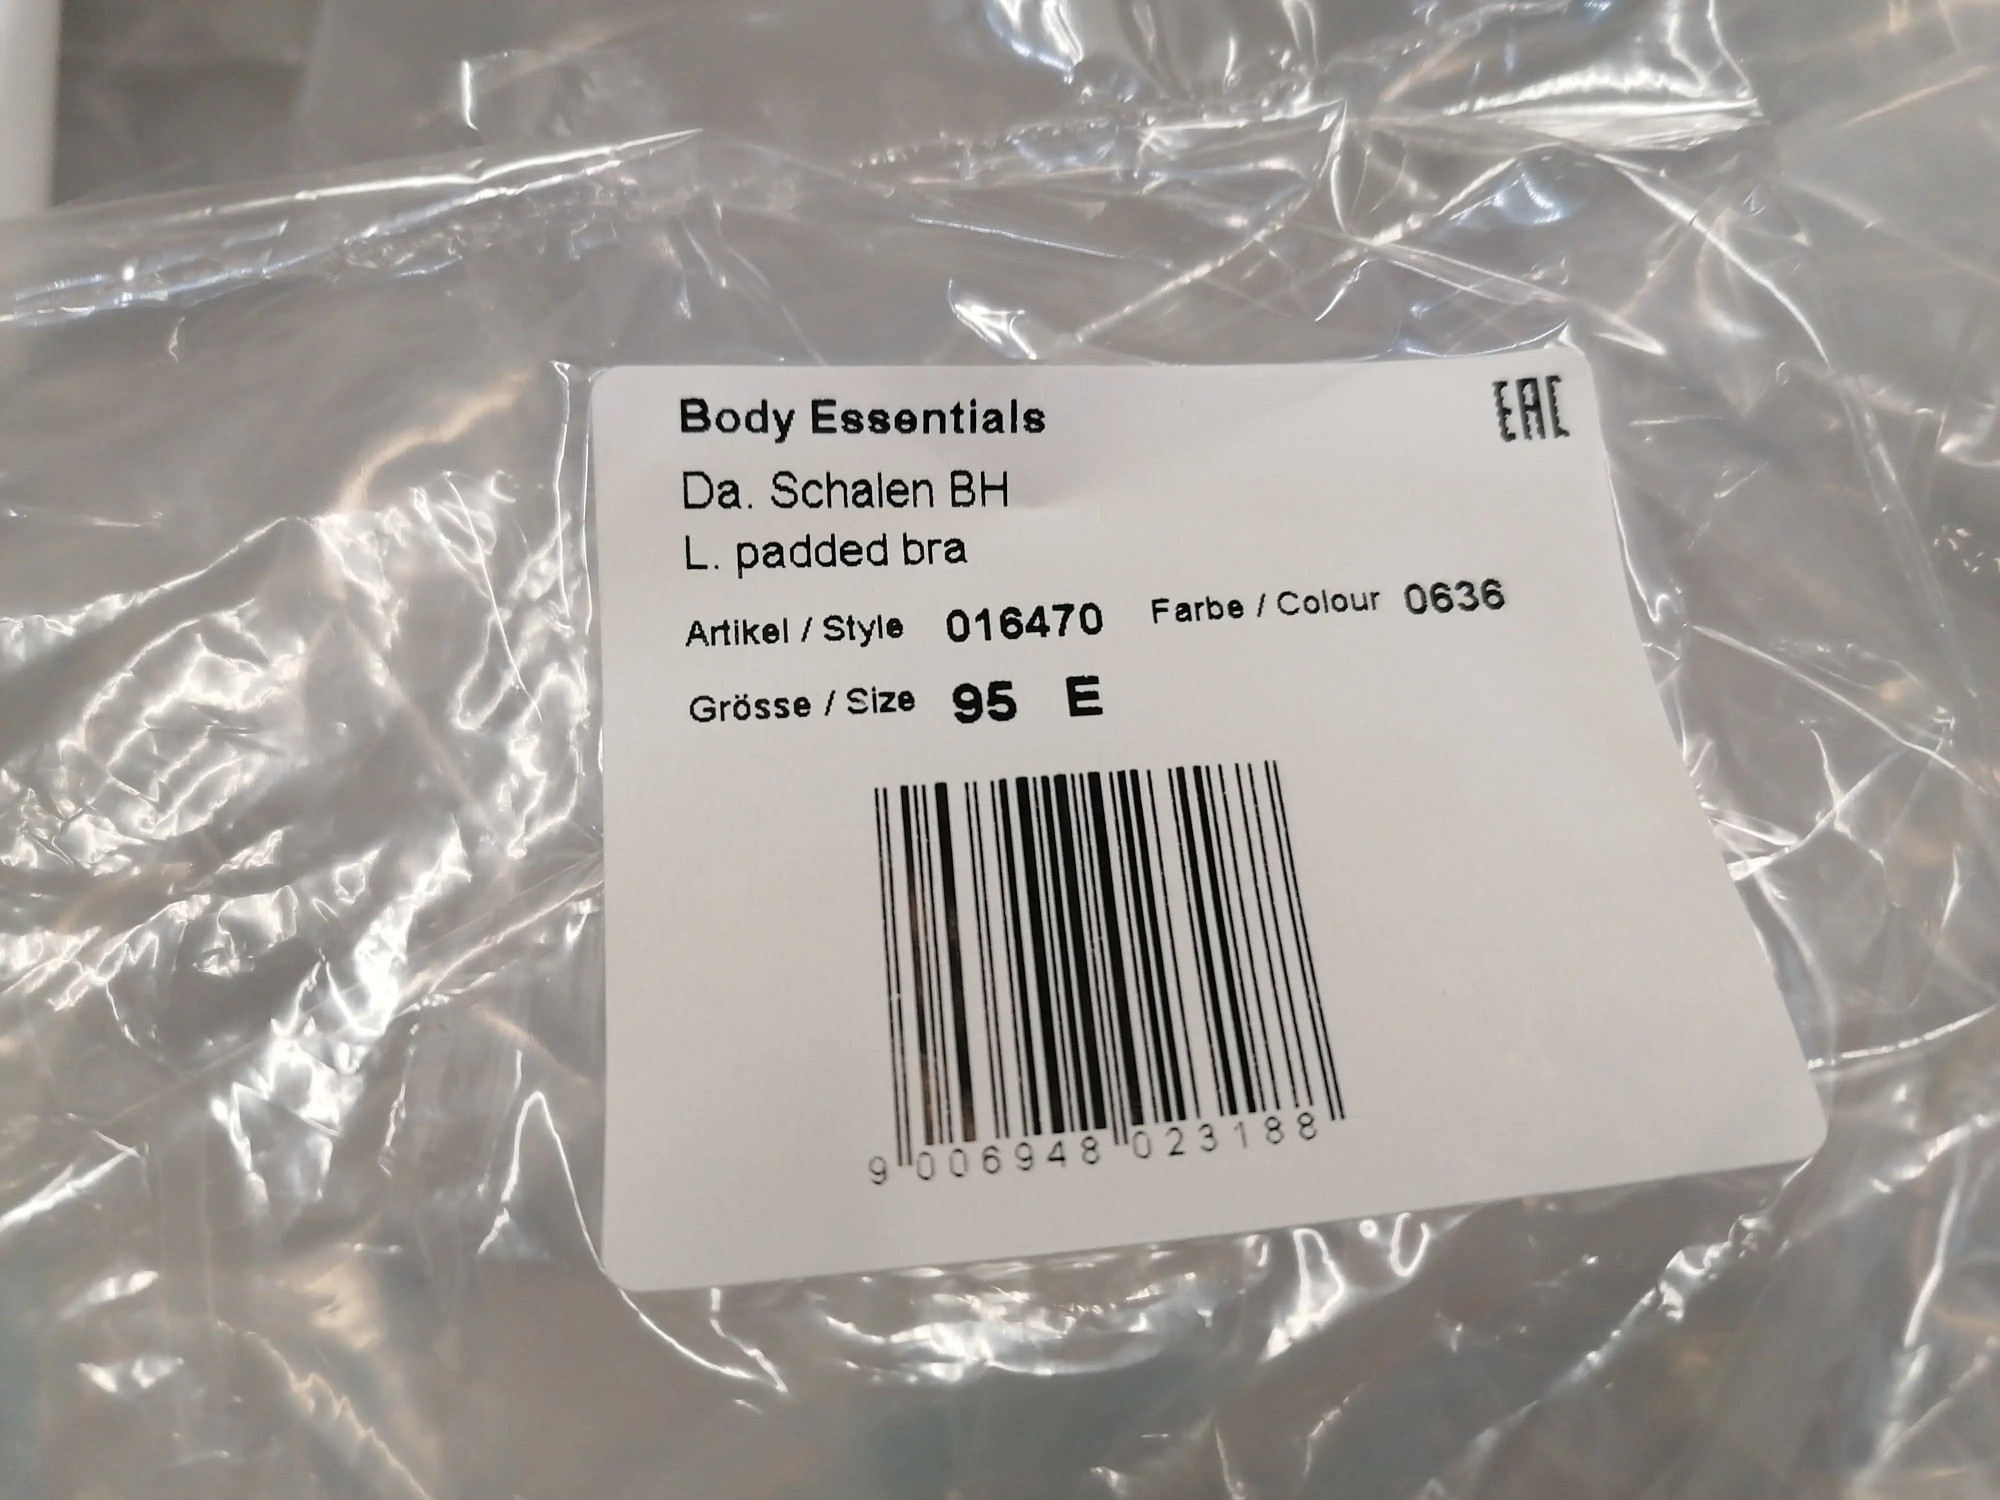 Body Essentials
EAC
Da. Schalen BH
L. padded bra
Artikel / Style 016470 Farbe / Colour 0636
Grösse / Size 95 E
9 006948 023188